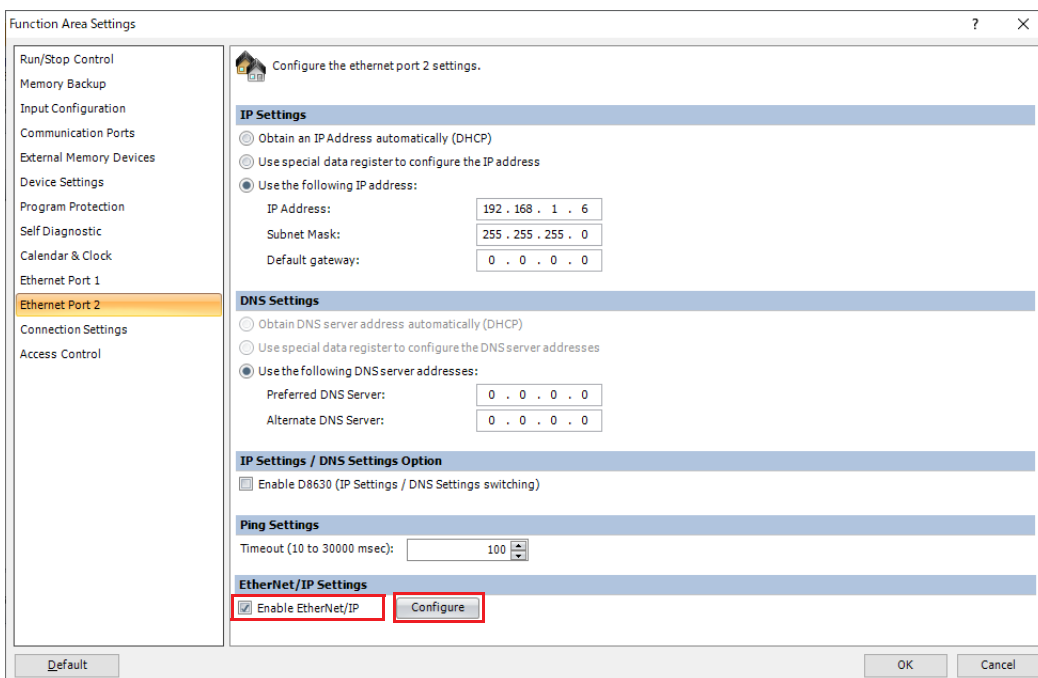 Function Area Settings
?
Run/Stop Control
Memory Backup
Input Configuration
Communication Ports
External Memory Devices
Device Settings
Program Protection
Self Diagnostic
Calendar & Clock
Ethernet Port 1
Ethernet Port 2
Connection Settings
Access Control
Configure the ethernet port 2 settings.
IP Settings
Obtain an IP Address automatically (DHCP)
Use special data register to configure the IP address
Use the following IP address:
IP Address: 192 . 168 . 1 . 6
Subnet Mask: 255 . 255 . 255 . 0
Default gateway: 0 . 0 . 0 . 0
DNS Settings
Obtain DNS server address automatically (DHCP)
Use special data register to configure the DNS server addresses
Use the following DNS server addresses:
Preferred DNS Server: 0 . 0 . 0 . 0
Alternate DNS Server: 0 . 0 . 0 . 0
IP Settings / DNS Settings Option
Enable D8630 (IP Settings / DNS Settings switching)
Ping Settings
Timeout (10 to 30000 msec): 100
EtherNet/IP Settings
Enable EtherNet/IP Configure
Default OK Cancel